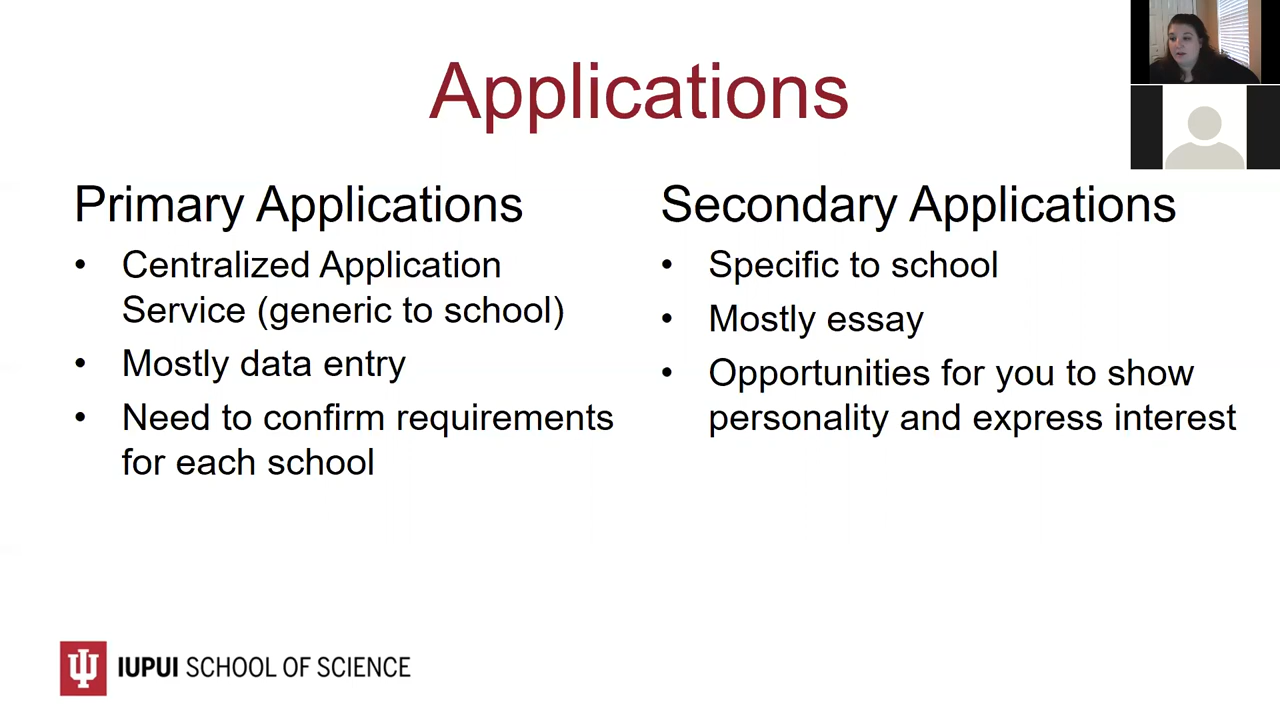 Applications
Primary Applications
• Centralized Application
Service (generic to school)
• Mostly data entry
• Need to confirm requirements
for each school
Secondary Applications
• Specific to school
• Mostly essay
• Opportunities for you to show
personality and express interest
IUPUI SCHOOL OF SCIENCE